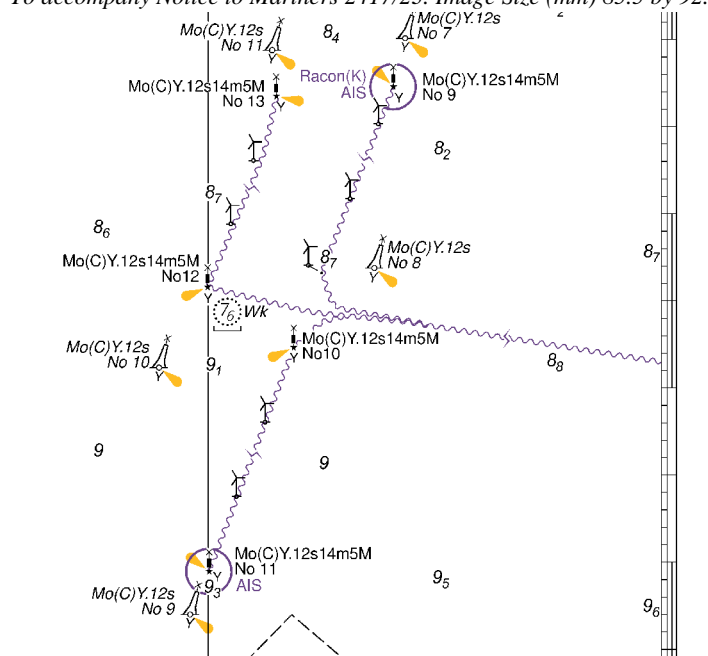 To accompany Notice to Mariners 2417/23. Image Size (mm) 85.5 by 92.
Mo(C)Y.12s
No 11
Y
8₄
Mo(C)Y.12s
No 7
Y
2
Mo(C)Y.12s14m5M
No 13
Y
Racon(K)
AIS
Y
Mo(C)Y.12s14m5M
No 9
8₂
8₇
8₆
8₇
Mo(C)Y.12s
No 8
Y
8₇
Mo(C)Y.12s14m5M
No12
Y
7₆ Wk
Mo(C)Y.12s14m5M
No10
Y
Mo(C)Y.12s
No 10
Y
9₁
8₈
9
9
Mo(C)Y.12s14m5M
No 11
AIS
Y
9₃
9₅
9₆
Mo(C)Y.12s
No 9
Y